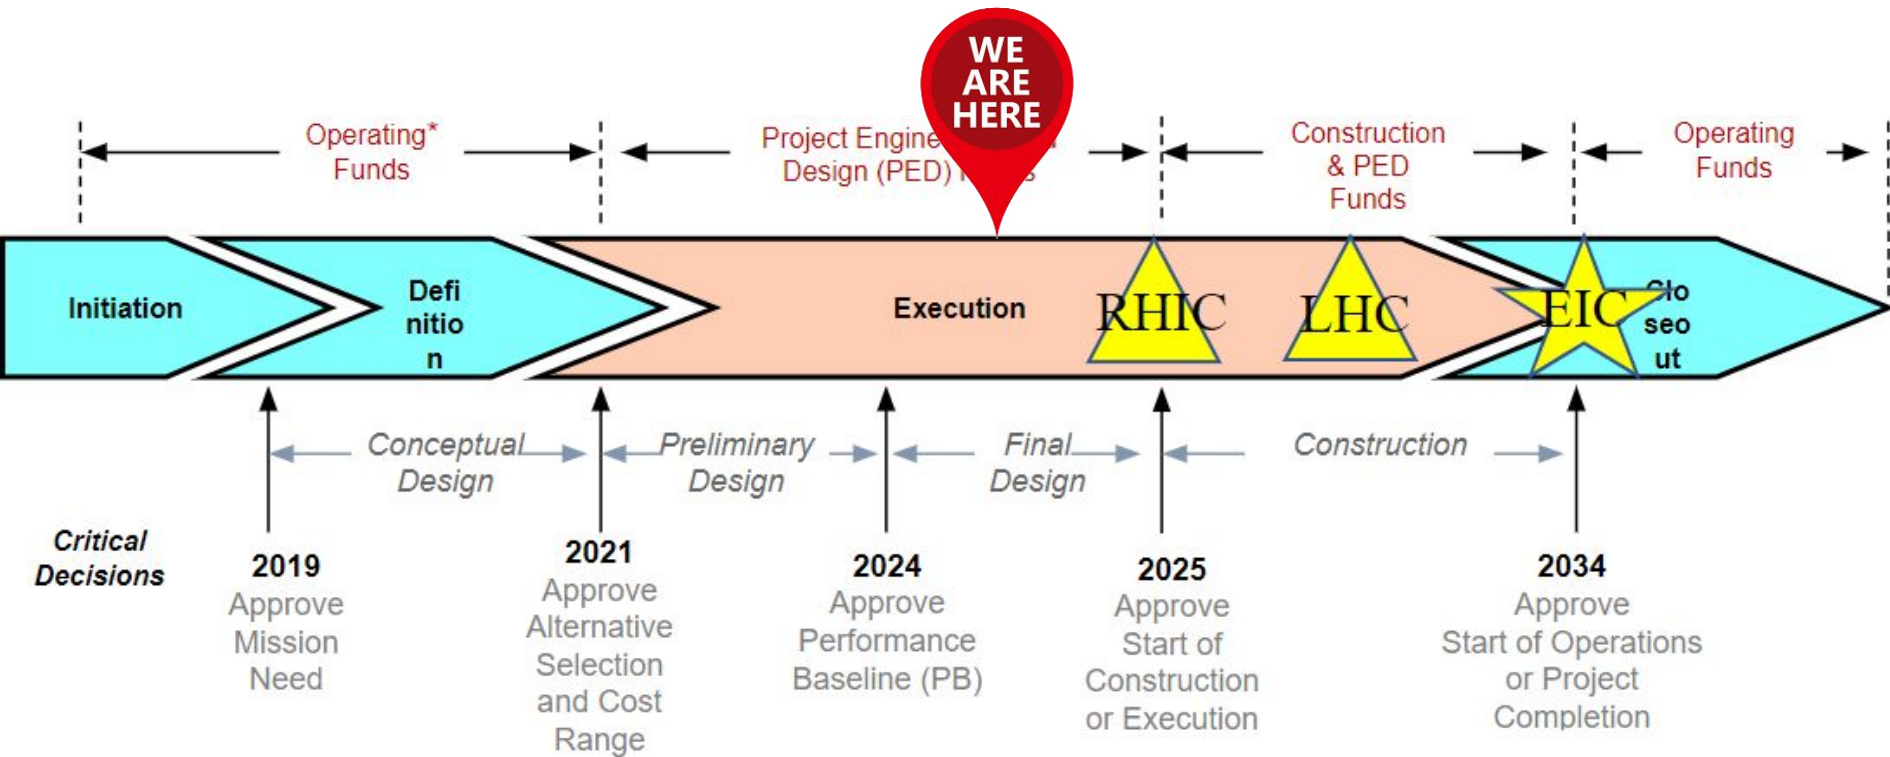 WE
ARE
HERE
Operating*
Funds
Project Engine
Design (PED)
Construction
& PED
Funds
Operating
Funds
Initiation
Defi
nitio
n
Execution
RHIC
LHC
EIC
Clo
seo
ut
Conceptual
Design
Preliminary
Design
Final
Design
Construction
Critical
Decisions
2019
Approve
Mission
Need
2021
Approve
Alternative
Selection
and Cost
Range
2024
Approve
Performance
Baseline (PB)
2025
Approve
Start of
Construction
or Execution
2034
Approve
Start of Operations
or Project
Completion